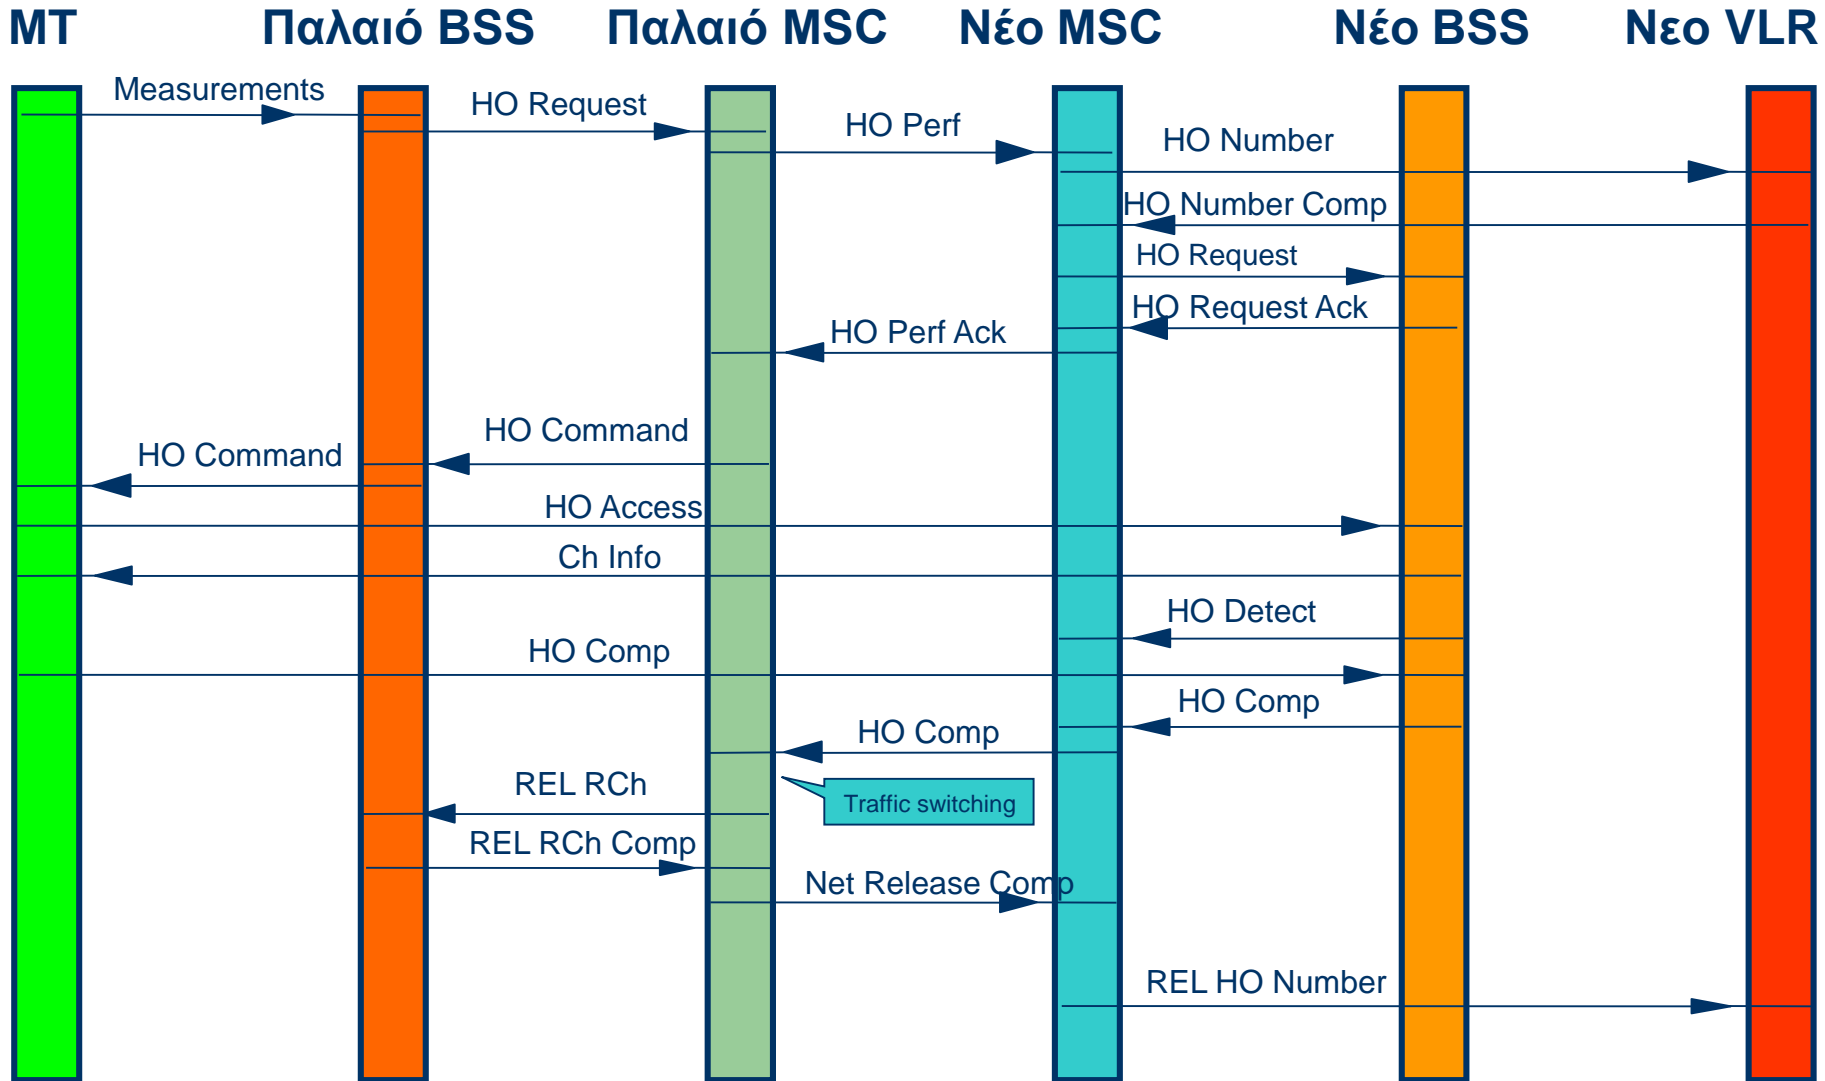 MT
Παλαιό BSS
Παλαιό MSC
Νέο MSC
Νέο BSS
Νεο VLR
Measurements
HO Request
HO Perf
HO Number
HO Number Comp
HO Request
HO Request Ack
HO Perf Ack
HO Command
HO Command
HO Access
Ch Info
HO Detect
HO Comp
HO Comp
HO Comp
Traffic switching
REL RCh
REL RCh Comp
Net Release Comp
REL HO Number